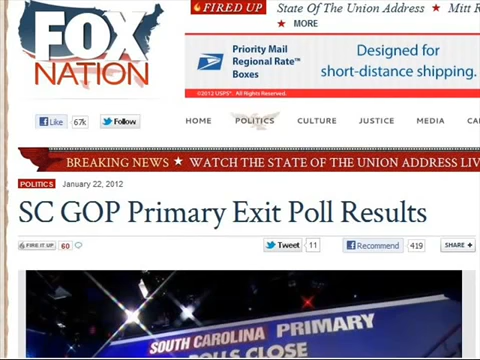 FIRED UP State Of The Union Address ★ Mitt R
★ MORE
FOX
NATION
Priority Mail
Regional Rate™
Boxes
Designed for
short-distance shipping.
©2012 USPS®. All Rights Reserved.
Like 67k Follow
HOME POLITICS CULTURE JUSTICE MEDIA CA
BREAKING NEWS ★ WATCH THE STATE OF THE UNION ADDRESS LIV
POLITICS January 22, 2012
SC GOP Primary Exit Poll Results
FIRE IT UP 60 Tweet 11 Recommend 419 SHARE +
SOUTH CAROLINA PRIMARY
POLLS CLOSE